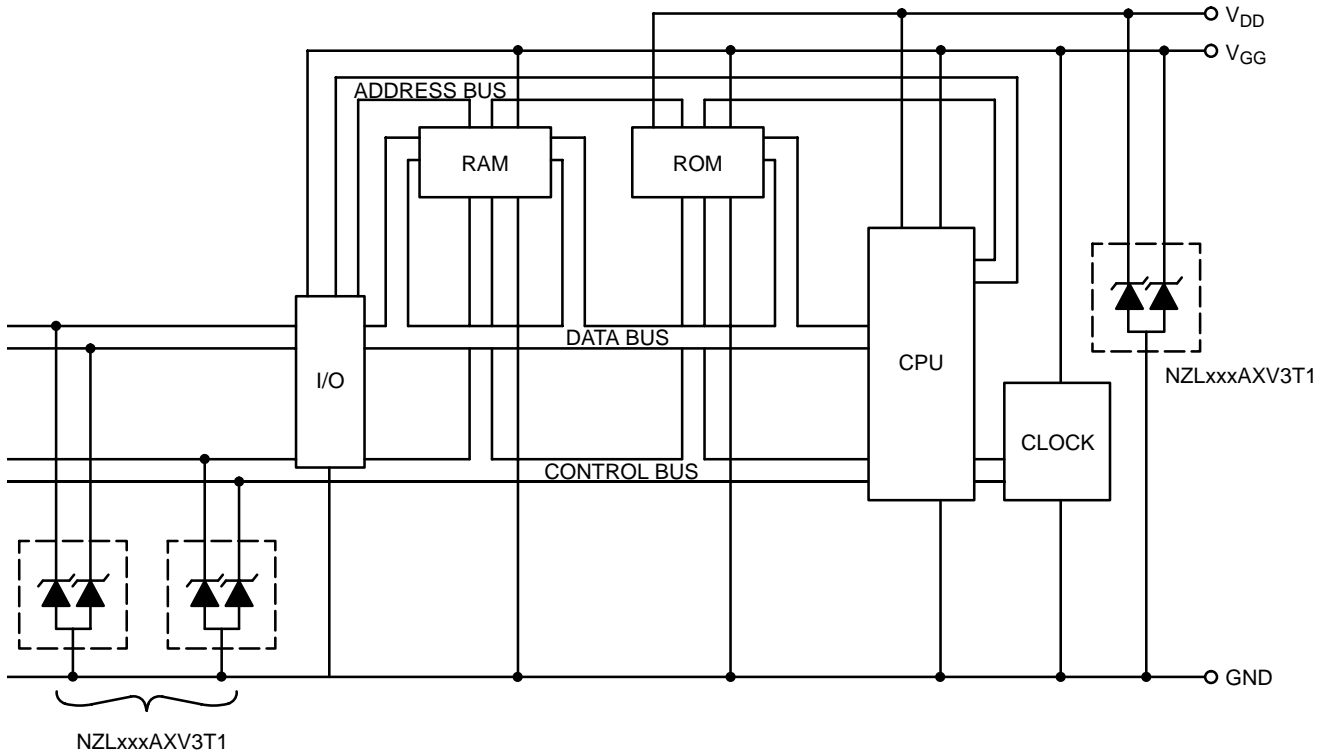 VDD
VGG
ADDRESS BUS
RAM
ROM
DATA BUS
CPU
I/O
NZLxxxAXV3T1
CLOCK
CONTROL BUS
GND
NZLxxxAXV3T1